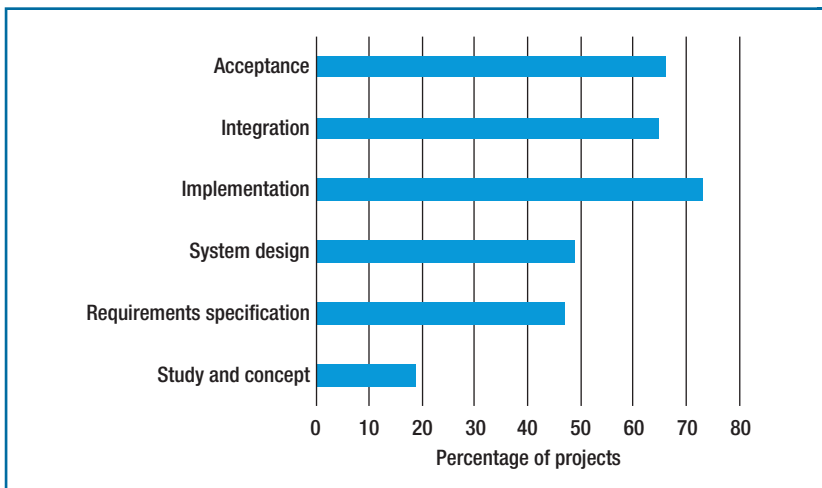 Acceptance
Integration
Implementation
System design
Requirements specification
Study and concept
0 10 20 30 40 50 60 70 80
Percentage of projects